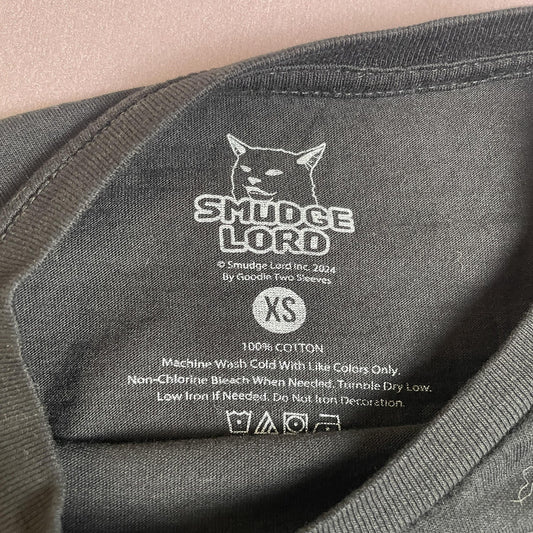 SMUDGE
LORD
© Smudge Lord Inc. 2024
By Goodie Two Sleeves
XS
100% COTTON
Machine Wash Cold With Like Colors Only.
Non-Chlorine Bleach When Needed. Tumble Dry Low.
Low Iron if Needed. Do Not Iron Decoration.